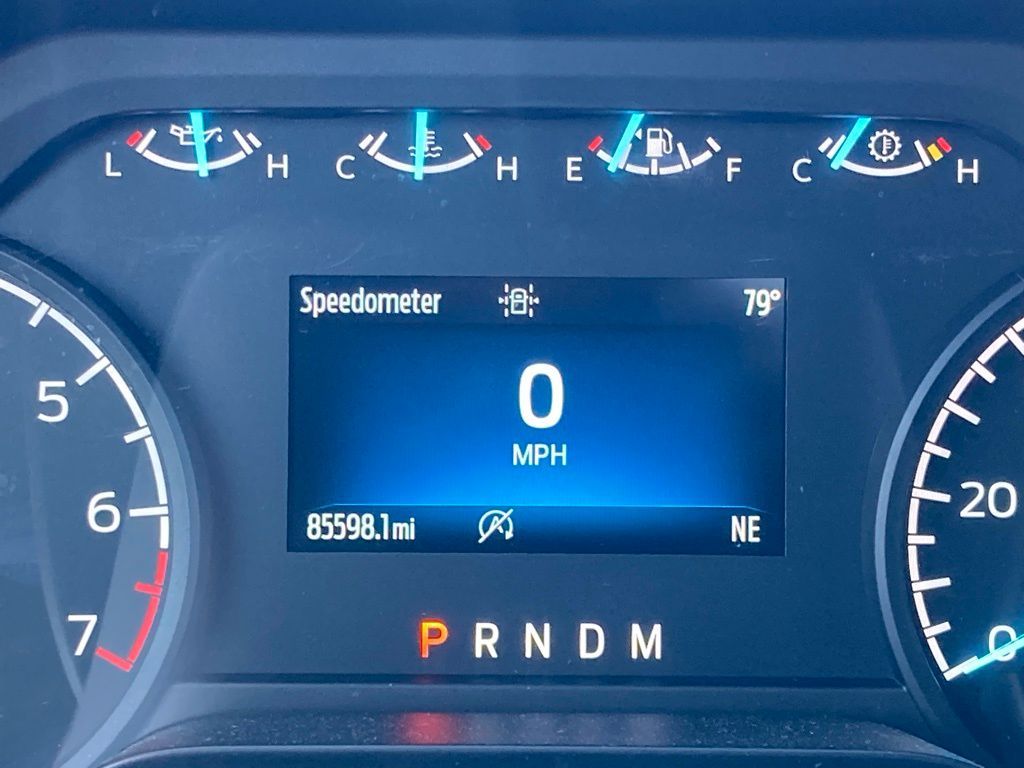 L H C H E F C H
Speedometer 79°
0
MPH
5
6
7
20
0
85598.1mi NE
P R N D M